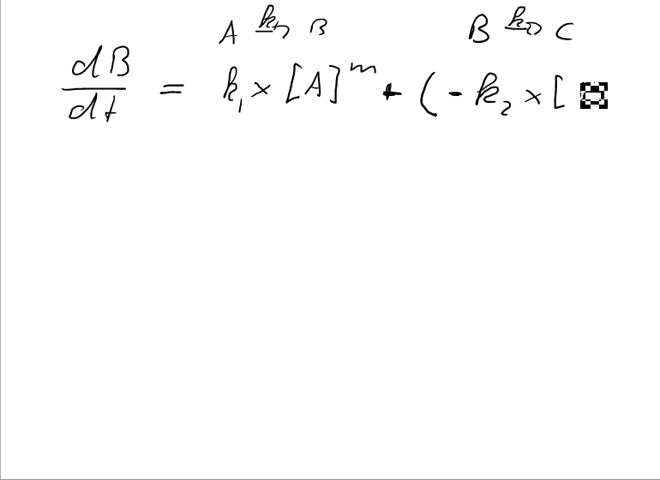 A k₁→ B B k₂→ C
dB/dt = k₁ × [A]ᵐ + (- k₂ × [